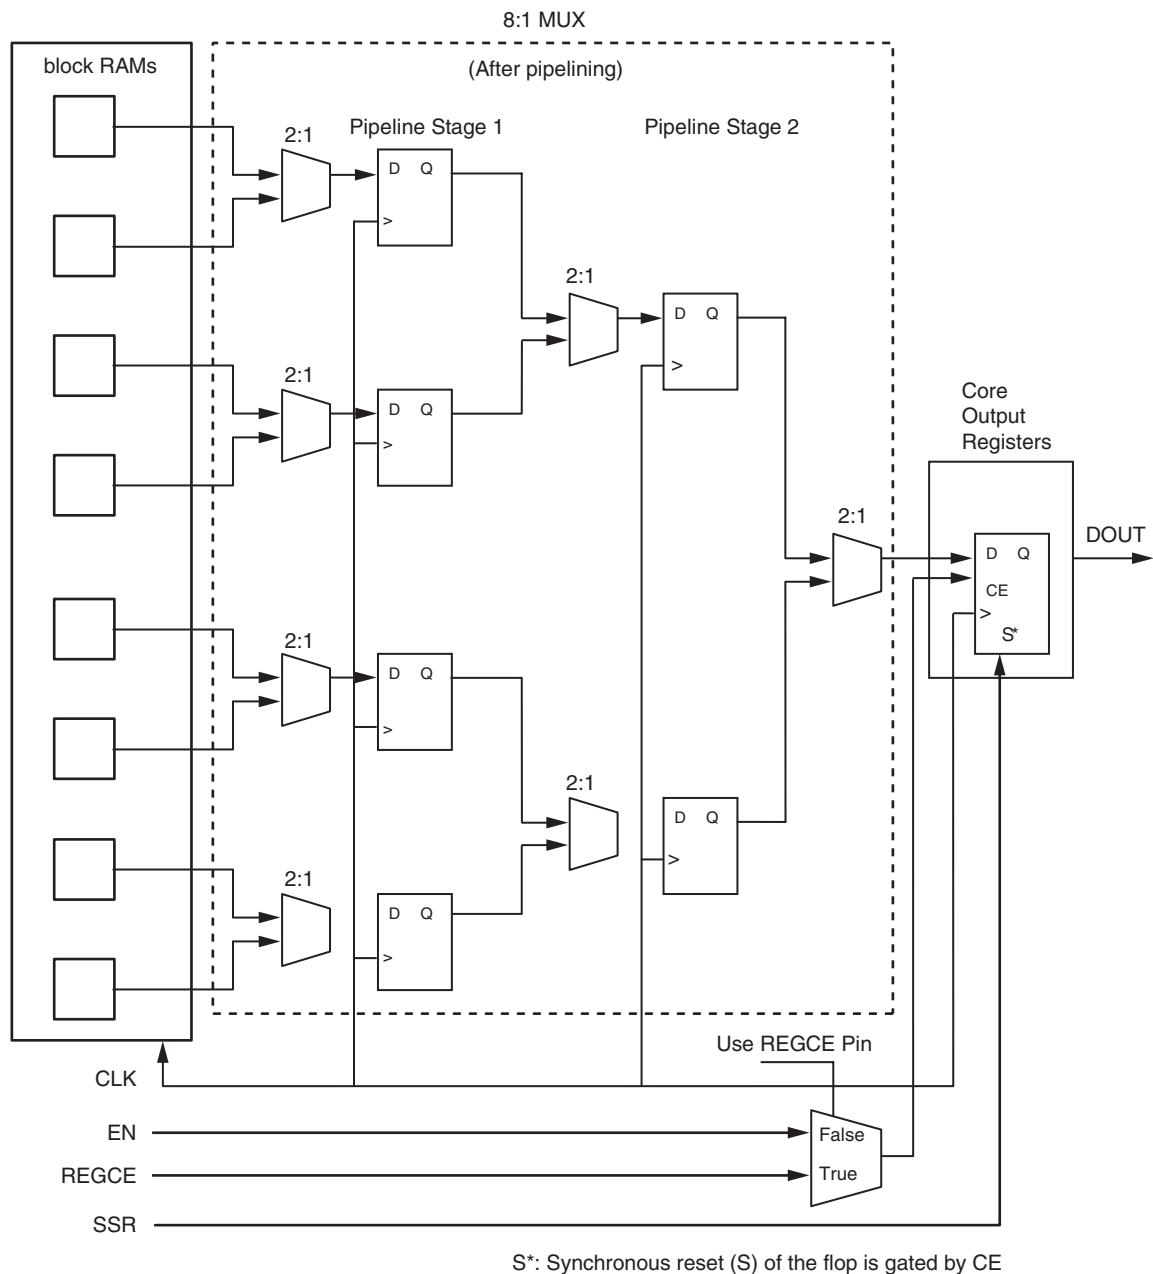 8:1 MUX
block RAMs
(After pipelining)
Pipeline Stage 1
Pipeline Stage 2
2:1
D Q
>
2:1
D Q
>
2:1
D Q
>
2:1
D Q
>
2:1
D Q
>
2:1
D Q
>
2:1
Core
Output
Registers
D Q
CE
>
S*
DOUT
Use REGCE Pin
CLK
EN
False
REGCE
True
SSR
S*: Synchronous reset (S) of the flop is gated by CE